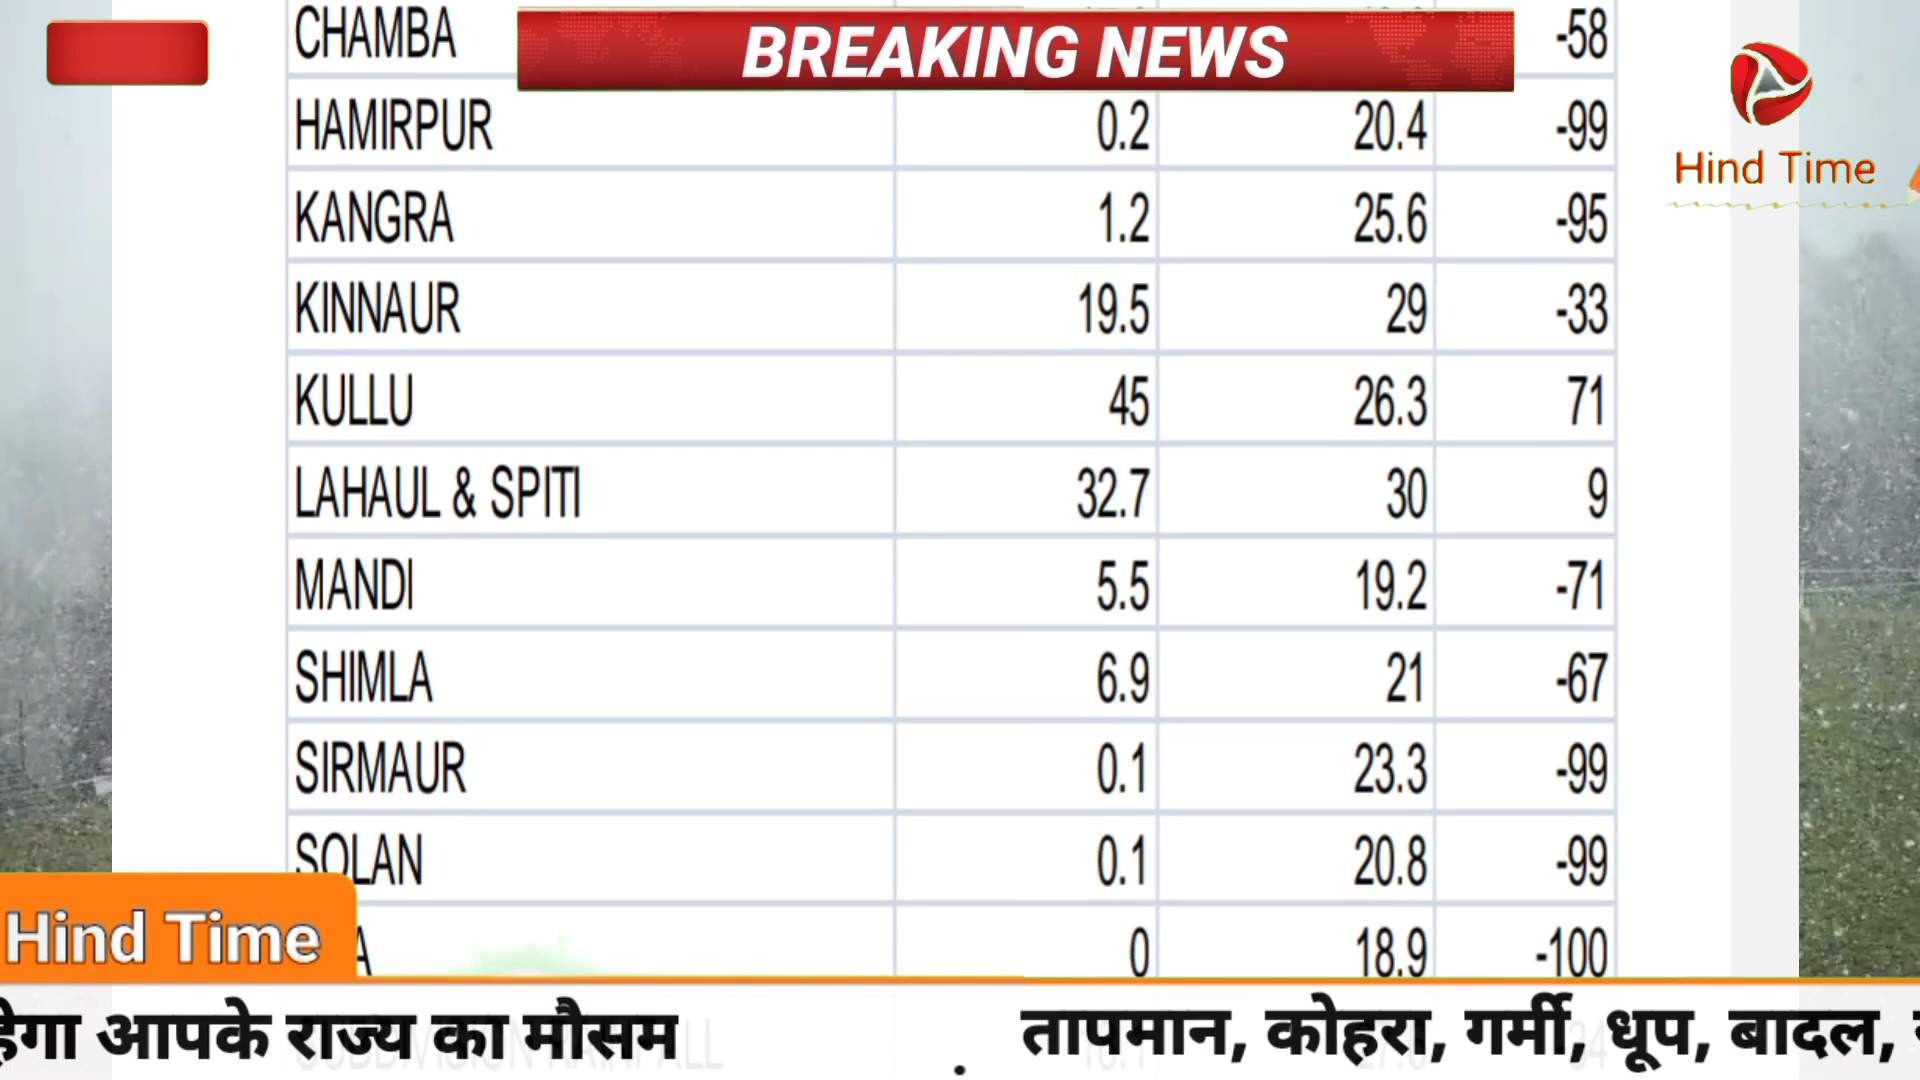 BREAKING NEWS
Hind Time
CHAMBA -58
HAMIRPUR 0.2 20.4 -99
KANGRA 1.2 25.6 -95
KINNAUR 19.5 29 -33
KULLU 45 26.3 71
LAHAUL & SPITI 32.7 30 9
MANDI 5.5 19.2 -71
SHIMLA 6.9 21 -67
SIRMAUR 0.1 23.3 -99
SOLAN 0.1 20.8 -99
A 0 18.9 -100
Hind Time
आपके राज्य का मौसम . तापमान, कोहरा, गर्मी, धूप, बादल,